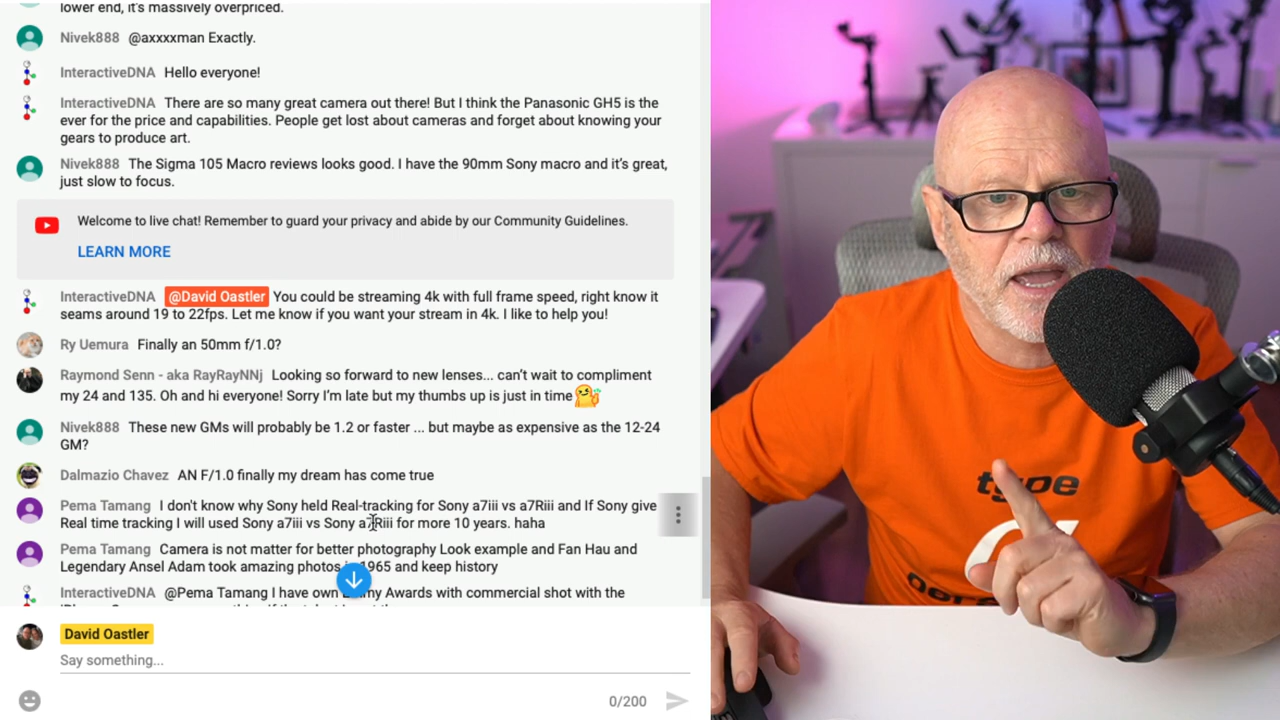 lower end, it's massively overpriced.
Nivek888 @axxxxman Exactly.
InteractiveDNA Hello everyone!
InteractiveDNA There are so many great camera out there! But I think the Panasonic GH5 is the
ever for the price and capabilities. People get lost about cameras and forget about knowing your
gears to produce art.
Nivek888 The Sigma 105 Macro reviews looks good. I have the 90mm Sony macro and it's great,
just slow to focus.
Welcome to live chat! Remember to guard your privacy and abide by our Community Guidelines.
LEARN MORE
InteractiveDNA @David Oastler You could be streaming 4k with full frame speed, right know it
seams around 19 to 22fps. Let me know if you want your stream in 4k. I like to help you!
Ry Uemura Finally an 50mm f/1.0?
Raymond Senn - aka RayRayNNj Looking so forward to new lenses... can't wait to compliment
my 24 and 135. Oh and hi everyone! Sorry I'm late but my thumbs up is just in time
Nivek888 These new GMs will probably be 1.2 or faster ... but maybe as expensive as the 12-24
GM?
Dalmazio Chavez AN F/1.0 finally my dream has come true
Pema Tamang I don't know why Sony held Real-tracking for Sony a7iii vs a7Riii and If Sony give
Real time tracking I will used Sony a7iii vs Sony a7Riii for more 10 years. haha
Pema Tamang Camera is not matter for better photography Look example and Fan Hau and
Legendary Ansel Adam took amazing photos 1965 and keep history
InteractiveDNA @Pema Tamang I have own Awards with commercial shot with the
David Oastler
Say something...
0/200
type